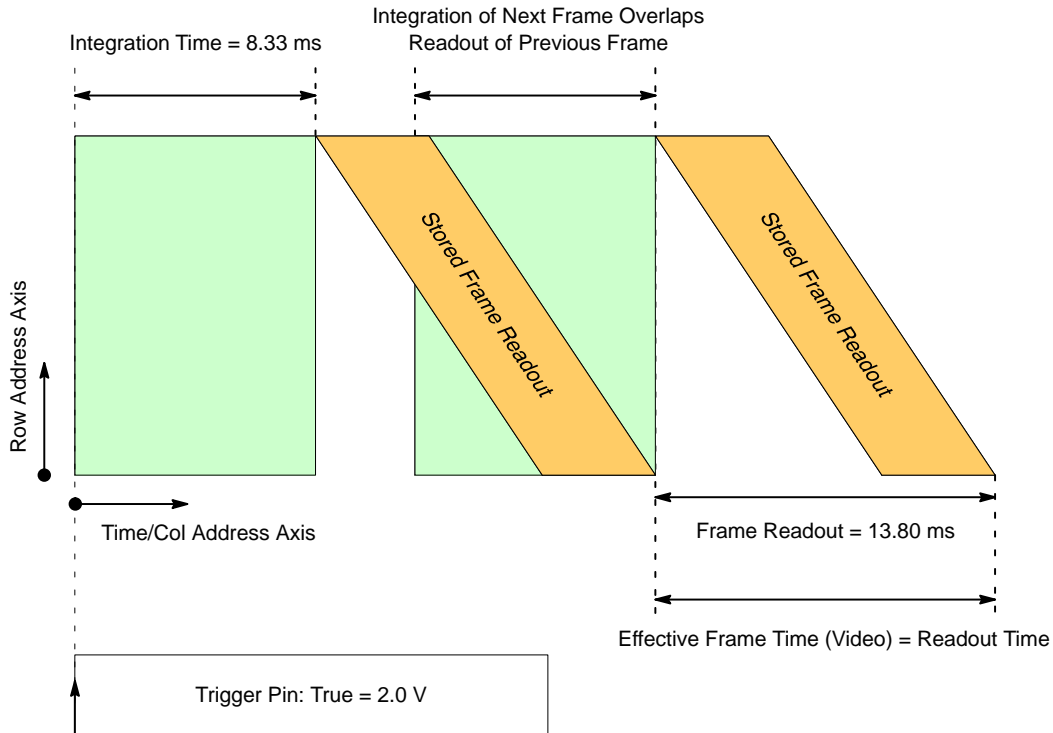 Integration of Next Frame Overlaps
Integration Time = 8.33 ms
Readout of Previous Frame
Stored Frame Readout
Stored Frame Readout
Row Address Axis
Time/Col Address Axis
Frame Readout = 13.80 ms
Effective Frame Time (Video) = Readout Time
Trigger Pin: True = 2.0 V